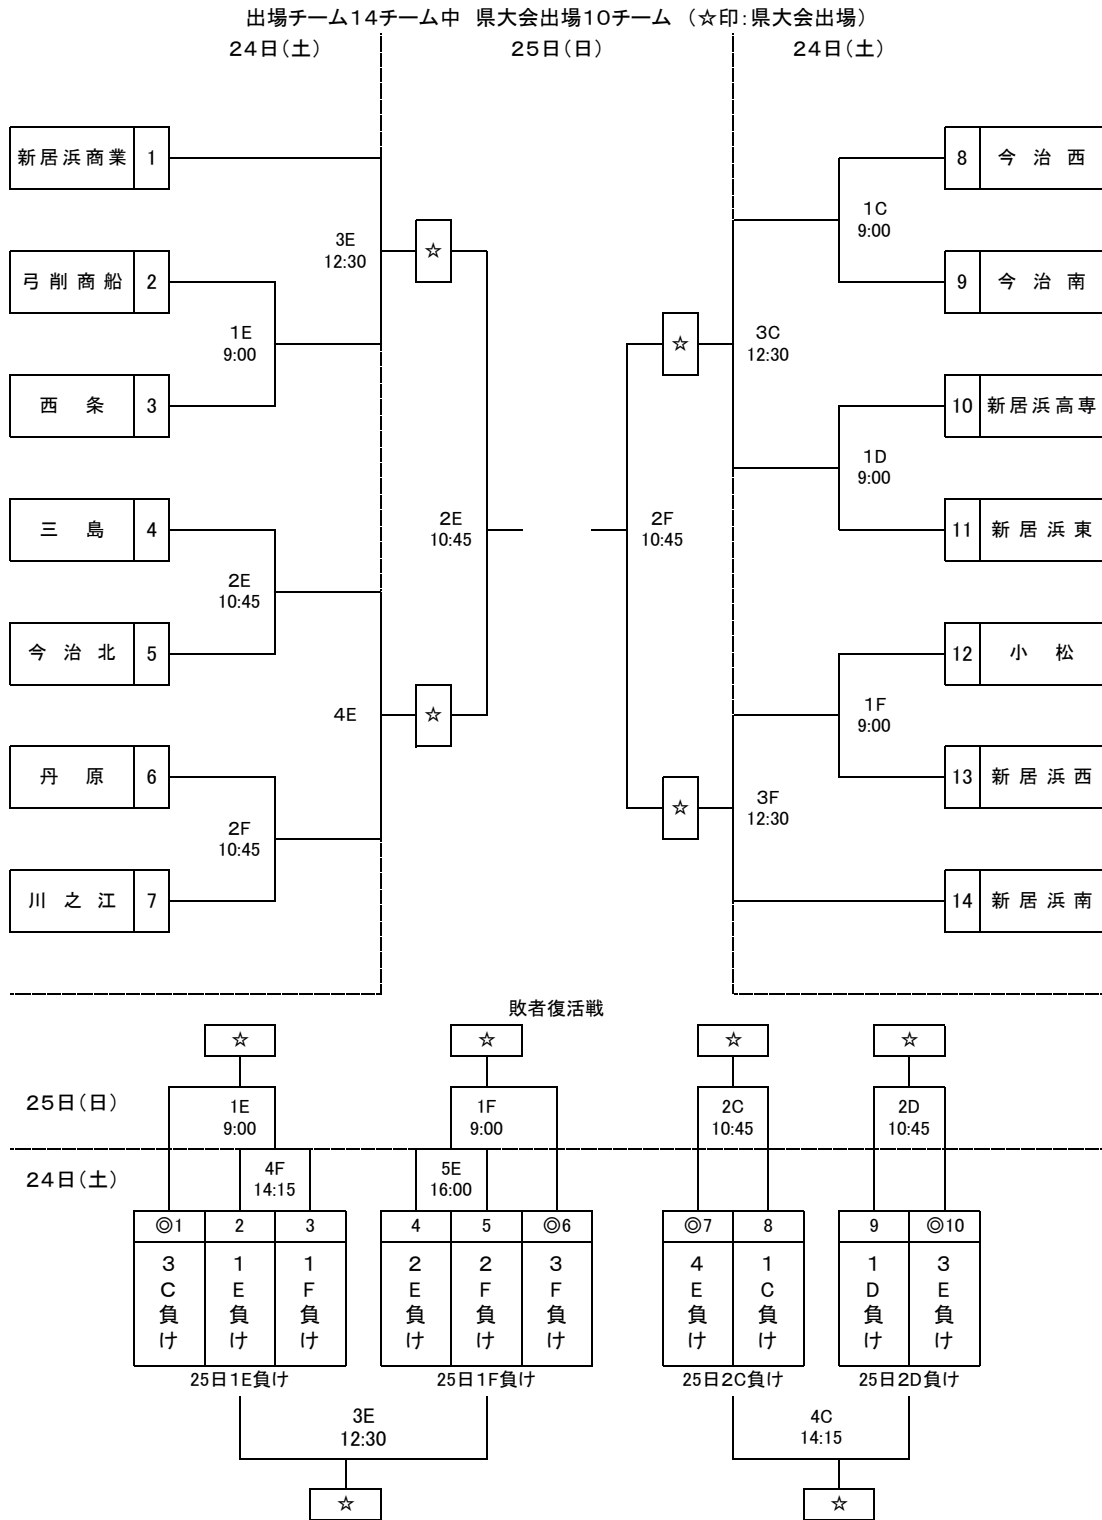 出場チーム14チーム中 県大会出場10チーム (☆印:県大会出場)
24日(土) 25日(日) 24日(土)
新居浜商業 1
8 今治西
1C
9:00
3E
12:30
☆
弓削商船 2
9 今治南
1E
9:00
☆
3C
12:30
西条 3
10 新居浜高専
1D
9:00
三島 4
2E
10:45
2F
10:45
11 新居浜東
2E
10:45
今治北 5
12 小松
4E
☆
1F
9:00
丹原 6
13 新居浜西
☆
3F
12:30
2F
10:45
川之江 7
14 新居浜南
敗者復活戦
☆ ☆ ☆ ☆
25日(日)
1E
9:00
1F
9:00
2C
10:45
2D
10:45
24日(土)
4F
14:15
5E
16:00
◎1 2 3 4 5 ◎6 ◎7 8 9 ◎10
3C負け
1E負け
1F負け
2E負け
2F負け
3F負け
4E負け
1C負け
1D負け
3E負け
25日1E負け 25日1F負け 25日2C負け 25日2D負け
3E
12:30
4C
14:15
☆ ☆